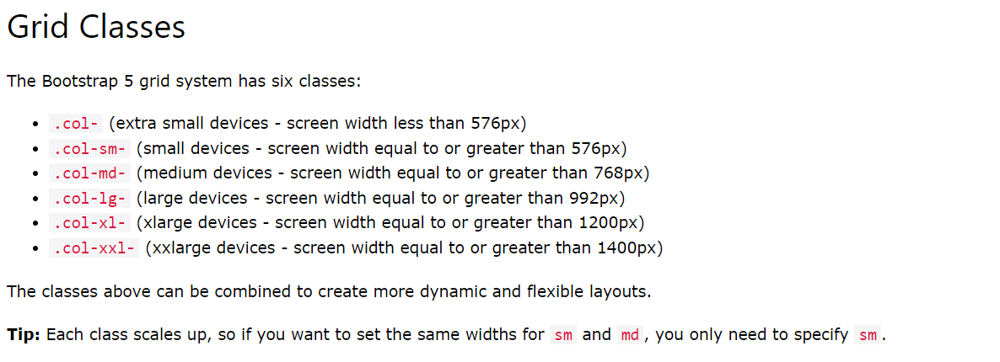 Grid Classes
The Bootstrap 5 grid system has six classes:
• .col- (extra small devices - screen width less than 576px)
• .col-sm- (small devices - screen width equal to or greater than 576px)
• .col-md- (medium devices - screen width equal to or greater than 768px)
• .col-lg- (large devices - screen width equal to or greater than 992px)
• .col-xl- (xlarge devices - screen width equal to or greater than 1200px)
• .col-xxl- (xxlarge devices - screen width equal to or greater than 1400px)
The classes above can be combined to create more dynamic and flexible layouts.
Tip: Each class scales up, so if you want to set the same widths for sm and md, you only need to specify sm.